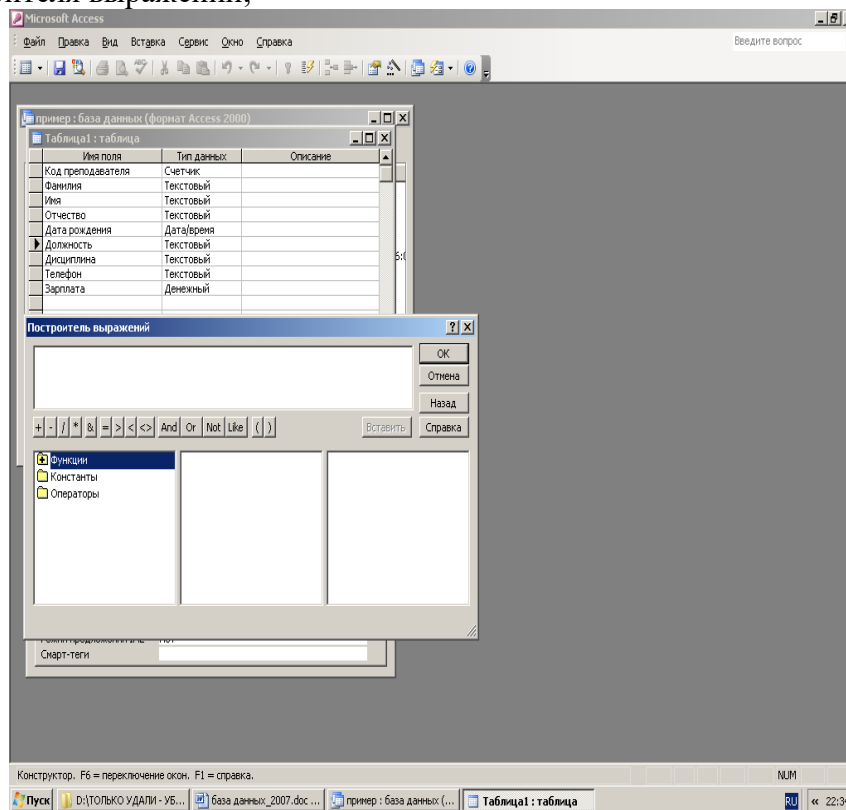 выражений,
Microsoft Access
Файл Правка Вид Вставка Сервис Окно Справка
Введите вопрос
пример : база данных (формат Access 2000)
Таблица1 : таблица
Имя поля Тип данных Описание
Код преподавателя Счетчик
Фамилия Текстовый
Имя Текстовый
Отчество Текстовый
Дата рождения Дата/время
Должность Текстовый
Дисциплина Текстовый
Телефон Текстовый
Зарплата Денежный
Построитель выражений
OK
Отмена
Назад
+ - / * & = > < <> And Or Not Like ( ) Вставить Справка
Функции
Константы
Операторы
Смарт-теги
Конструктор. F6 = переключение окон. F1 = справка.
NUM
Пуск D:\ТОЛЬКО УДАЛИ - УБ... база данных_2007.doc ... пример : база данных (... Таблица1 : таблица RU « 22:3